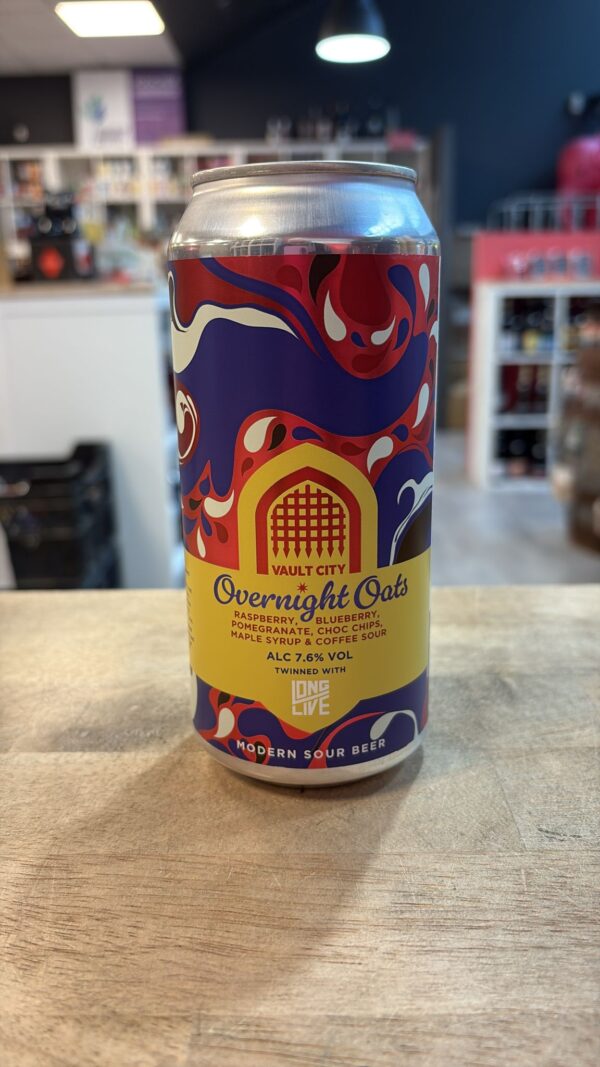 VAULT CITY
Overnight Oats
RASPBERRY, BLUEBERRY,
POMEGRANATE, CHOC CHIPS,
MAPLE SYRUP & COFFEE SOUR
ALC 7.6% VOL
TWINNED WITH
LONG
LIVE
MODERN SOUR BEER